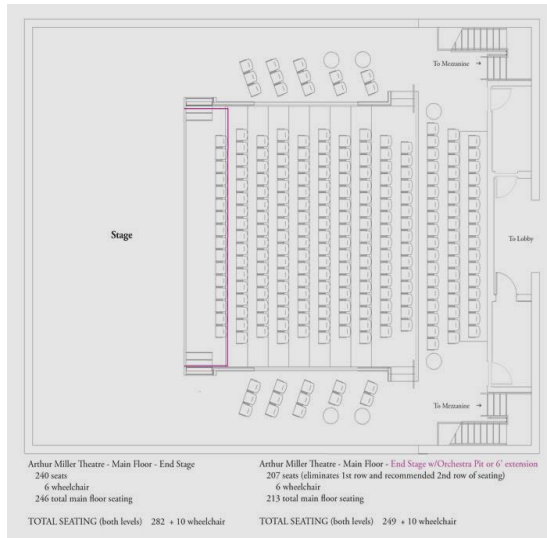 To Mezzanine →
Stage
To Lobby
To Mezzanine →
Arthur Miller Theatre - Main Floor - End Stage
240 seats
6 wheelchair
246 total main floor seating
TOTAL SEATING (both levels) 282 + 10 wheelchair
Arthur Miller Theatre - Main Floor - End Stage w/Orchestra Pit or 6' extension
207 seats (eliminates 1st row and recommended 2nd row of seating)
6 wheelchair
213 total main floor seating
TOTAL SEATING (both levels) 249 + 10 wheelchair